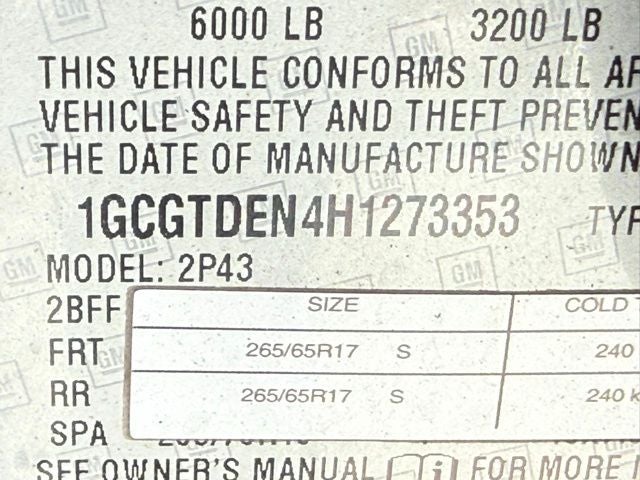 6000 LB 3200 LB
THIS VEHICLE CONFORMS TO ALL
VEHICLE SAFETY AND THEFT PREVEN
THE DATE OF MANUFACTURE SHOWN
1GCGTDEN4H1273353 TYP
MODEL: 2P43
2BFF SIZE COLD
FRT 265/65R17 S 240
RR 265/65R17 S 240 k
SPA
SEE OWNER'S MANUAL i FOR MORE